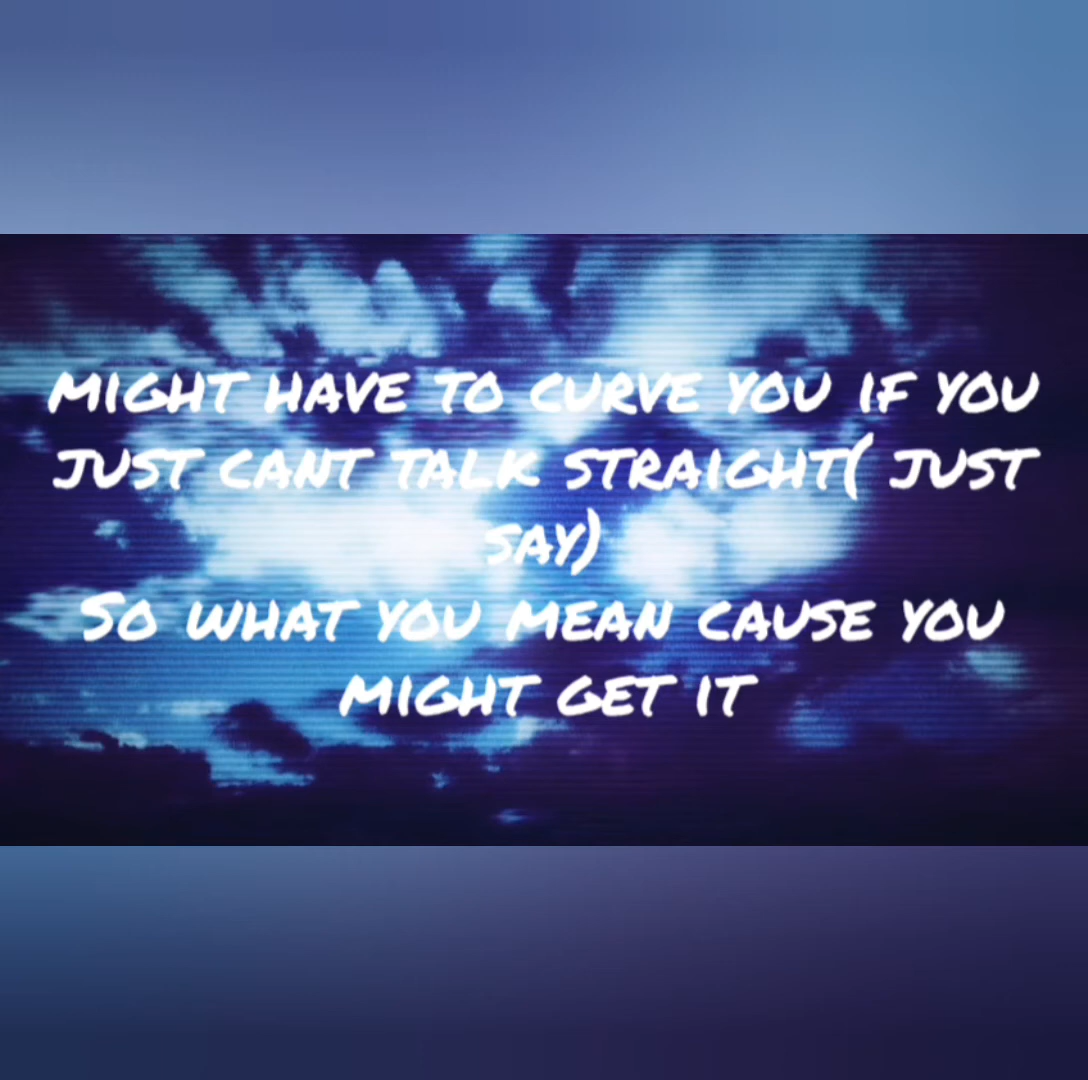 might have to curve you if you
just cant talk straight( just
say)
So what you mean cause you
might get it